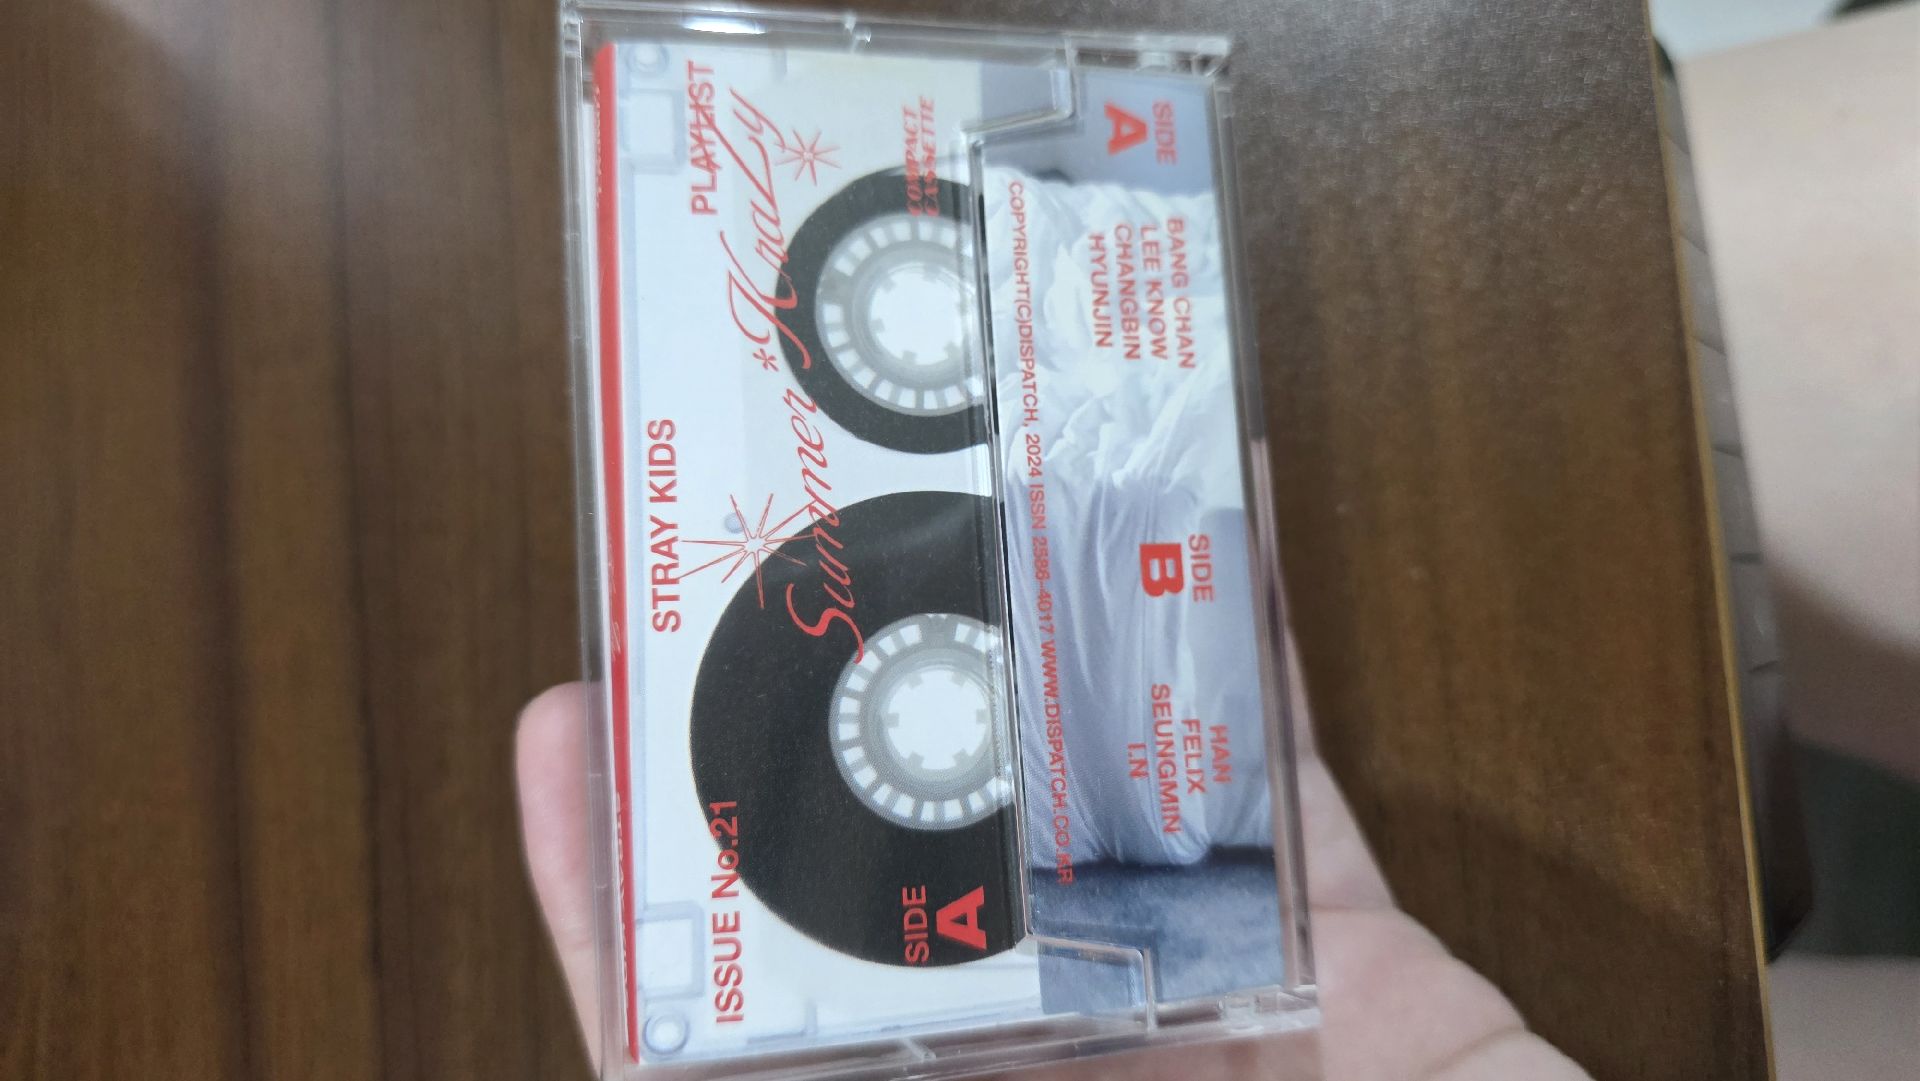 STRAY KIDS
ISSUE No.21
PLAYLIST
Summer
COMPACT
CASSETTE
SIDE
A
COPYRIGHT(C)DISPATCH, 2024 ISSN 2586-4017 WWW.DISPATCH.CO.KR
SIDE
A
BANG CHAN
LEE KNOW
CHANGBIN
HYUNJIN
SIDE
B
HAN
FELIX
SEUNGMIN
I.N